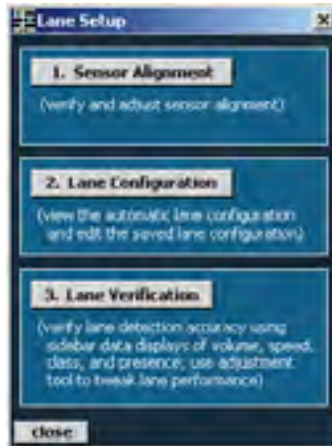 Lane Setup
1. Sensor Alignment
(verify and adjust sensor alignment)
2. Lane Configuration
(view the automatic lane configuration
and edit the saved lane configuration)
3. Lane Verification
(verify lane detection accuracy using
sidebar data displays of volume, speed,
class, and presence; use adjustment
tool to tweak lane performance)
close